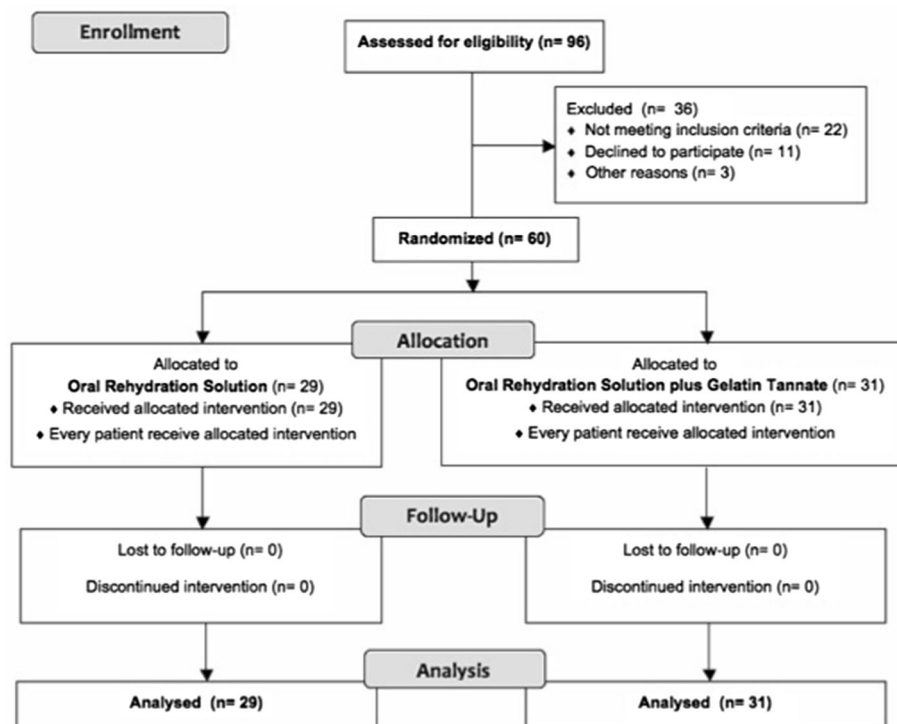 Enrollment
Assessed for eligibility (n= 96)
Excluded (n= 36)
♦ Not meeting inclusion criteria (n= 22)
♦ Declined to participate (n= 11)
♦ Other reasons (n= 3)
Randomized (n= 60)
Allocation
Allocated to
Oral Rehydration Solution (n= 29)
♦ Received allocated intervention (n= 29)
♦ Every patient receive allocated intervention
Allocated to
Oral Rehydration Solution plus Gelatin Tannate (n= 31)
♦ Received allocated intervention (n= 31)
♦ Every patient receive allocated intervention
Follow-Up
Lost to follow-up (n= 0)
Discontinued intervention (n= 0)
Lost to follow-up (n= 0)
Discontinued intervention (n= 0)
Analysis
Analysed (n= 29)
Analysed (n= 31)